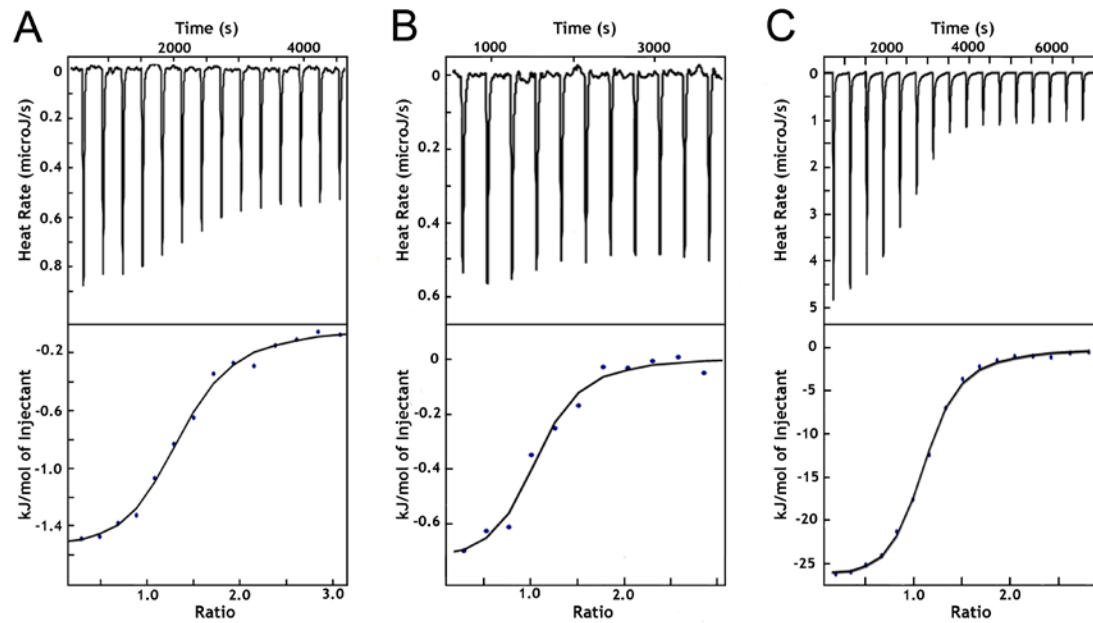 A
Time (s)
2000 4000
Heat Rate (microJ/s)
0
0.2
0.4
0.6
0.8
kJ/mol of Injectant
-0.2
-0.6
-1.0
-1.4
1.0 2.0 3.0
Ratio
B
Time (s)
1000 3000
Heat Rate (microJ/s)
0
0.2
0.4
0.6
kJ/mol of Injectant
0
-0.2
-0.4
-0.6
1.0 2.0
Ratio
C
Time (s)
2000 4000 6000
Heat Rate (microJ/s)
0
1
2
3
4
5
kJ/mol of Injectant
0
-5
-10
-15
-20
-25
1.0 2.0
Ratio